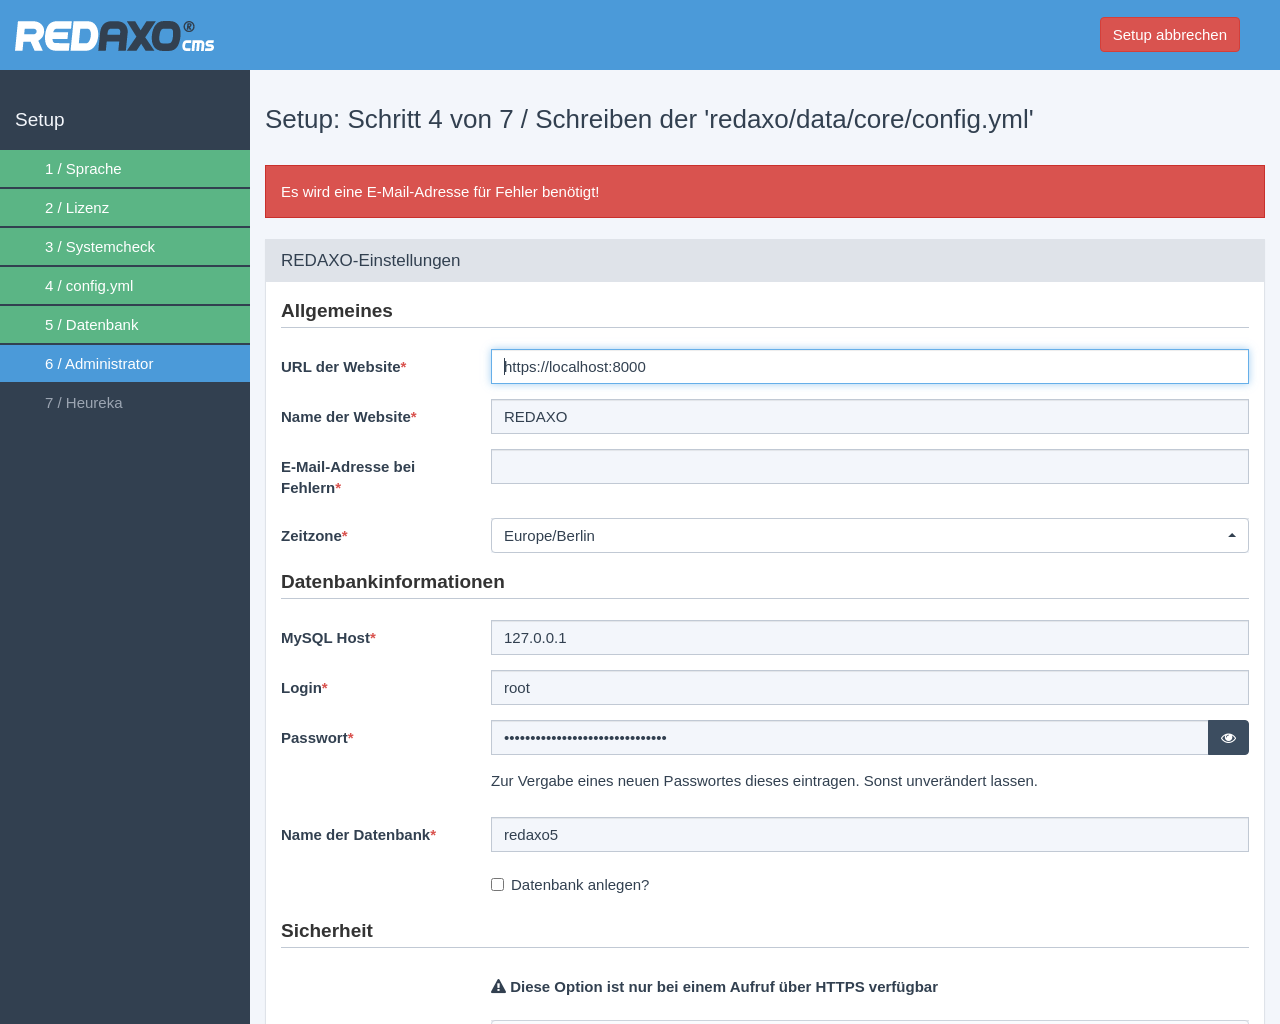 REDAXO® cms
Setup abbrechen
Setup
1 / Sprache
2 / Lizenz
3 / Systemcheck
4 / config.yml
5 / Datenbank
6 / Administrator
7 / Heureka
Setup: Schritt 4 von 7 / Schreiben der 'redaxo/data/core/config.yml'
Es wird eine E-Mail-Adresse für Fehler benötigt!
REDAXO-Einstellungen
Allgemeines
URL der Website*
https://localhost:8000
Name der Website*
REDAXO
E-Mail-Adresse bei
Fehlern*
Zeitzone*
Europe/Berlin
Datenbankinformationen
MySQL Host*
127.0.0.1
Login*
root
Passwort*
•••••••••••••••••••••••••••••••
Zur Vergabe eines neuen Passwortes dieses eintragen. Sonst unverändert lassen.
Name der Datenbank*
redaxo5
Datenbank anlegen?
Sicherheit
Diese Option ist nur bei einem Aufruf über HTTPS verfügbar